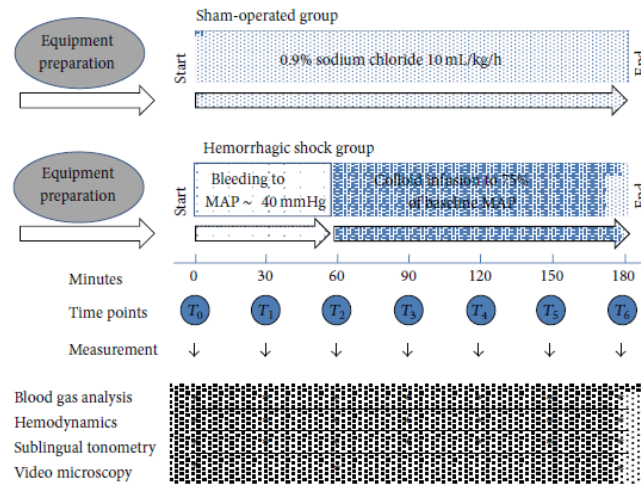 Sham-operated group
Equipment
preparation
Start
0.9% sodium chloride 10 mL/kg/h
End
Hemorrhagic shock group
Equipment
preparation
Start
Bleeding to
MAP ~ 40 mmHg
Colloid infusion to 75%
of baseline MAP
End
Minutes 0 30 60 90 120 150 180
Time points T0 T1 T2 T3 T4 T5 T6
Measurement
Blood gas analysis
Hemodynamics
Sublingual tonometry
Video microscopy